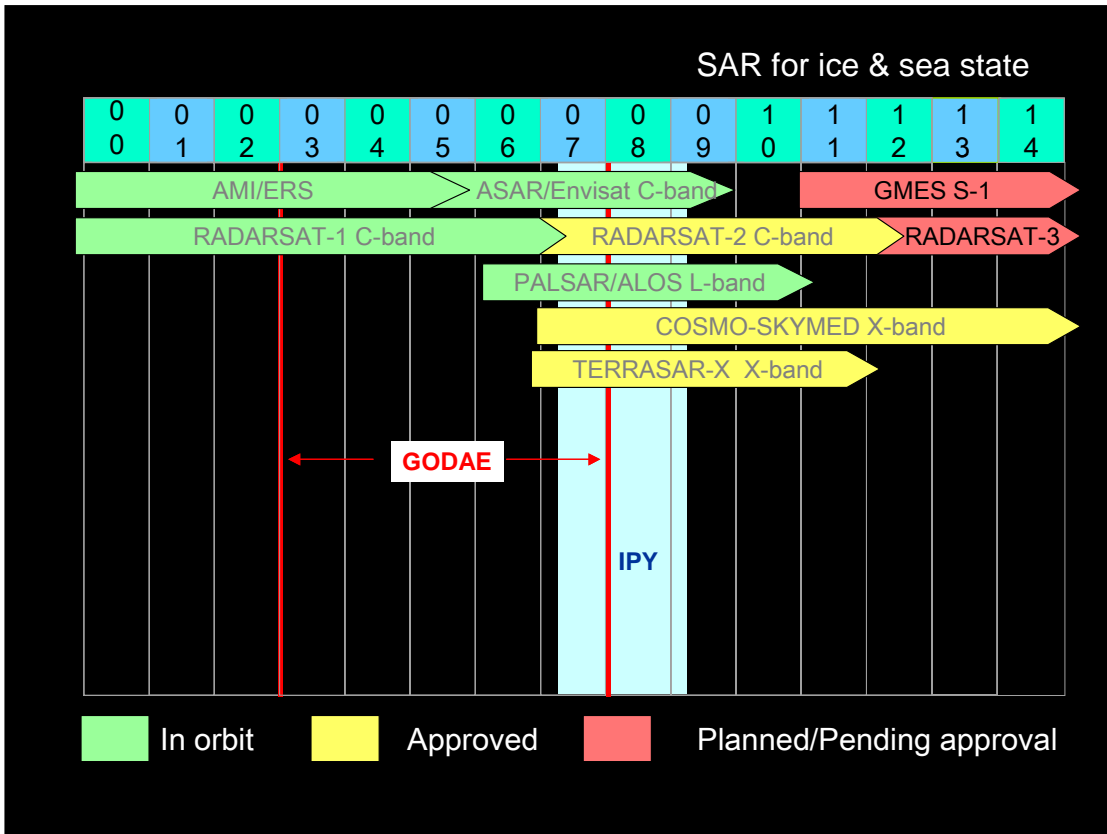 SAR for ice & sea state
0 0 0 0 0 0 0 0 0 0 1 1 1 1 1
0 1 2 3 4 5 6 7 8 9 0 1 2 3 4
AMI/ERS ASAR/Envisat C-band GMES S-1
RADARSAT-1 C-band RADARSAT-2 C-band RADARSAT-3
PALSAR/ALOS L-band
COSMO-SKYMED X-band
TERRASAR-X X-band
GODAE
IPY
In orbit Approved Planned/Pending approval